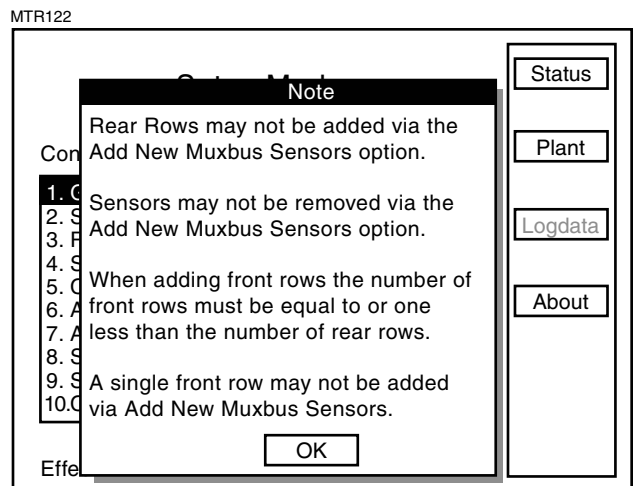 MTR122
Note
Rear Rows may not be added via the
Add New Muxbus Sensors option.
Sensors may not be removed via the
Add New Muxbus Sensors option.
When adding front rows the number of
front rows must be equal to or one
less than the number of rear rows.
A single front row may not be added
via Add New Muxbus Sensors.
OK
Con
1. G
2. S
3. F
4. S
5. C
6. A
7. A
8. S
9. S
10.C
Effe
Status
Plant
Logdata
About